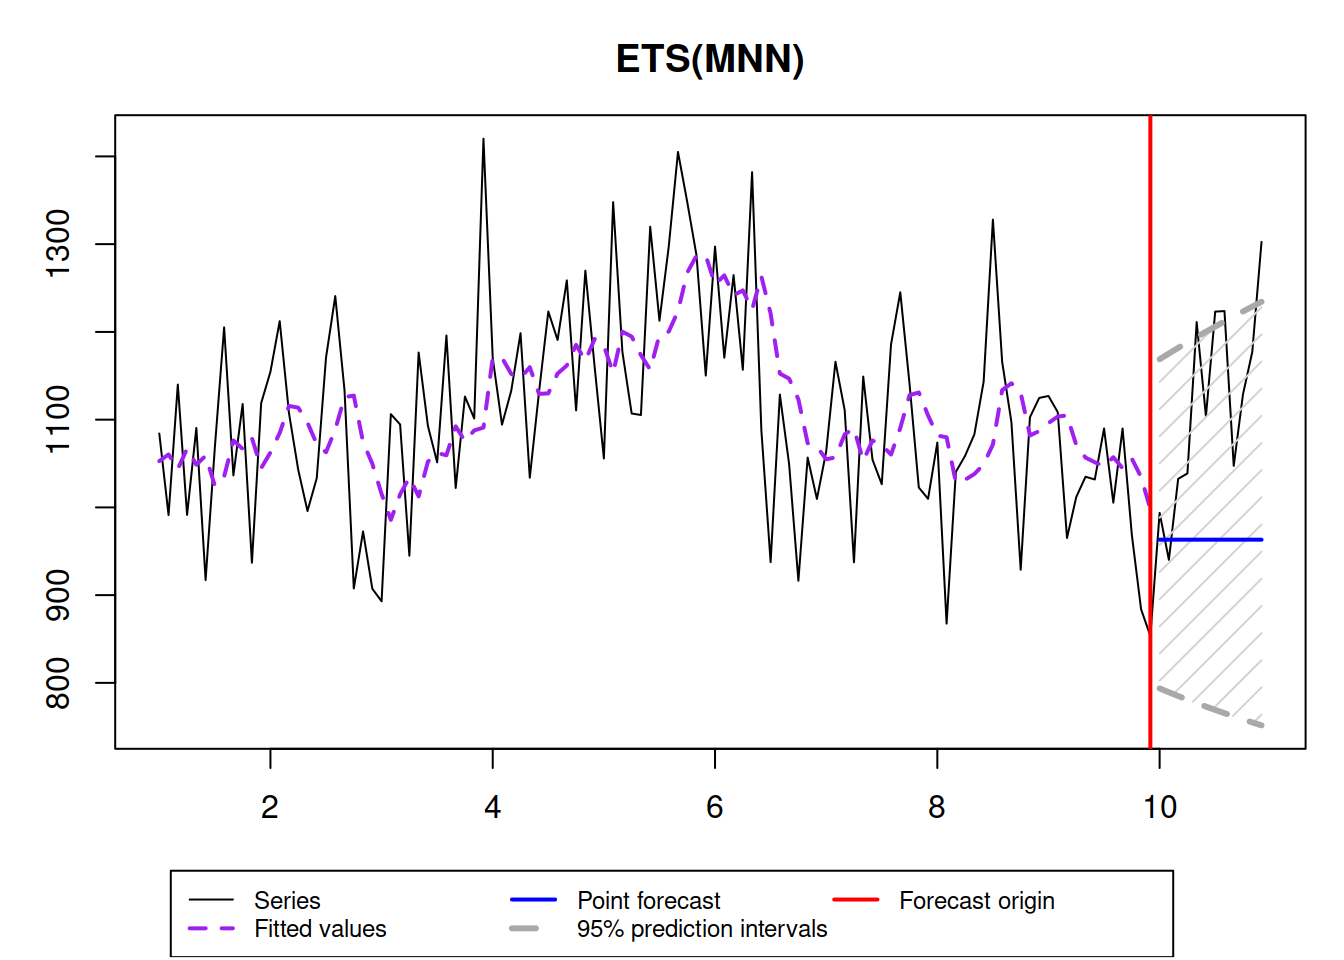 ETS(MNN)
1300
1100
900
800
2 4 6 8 10
Series Point forecast Forecast origin
Fitted values 95% prediction intervals